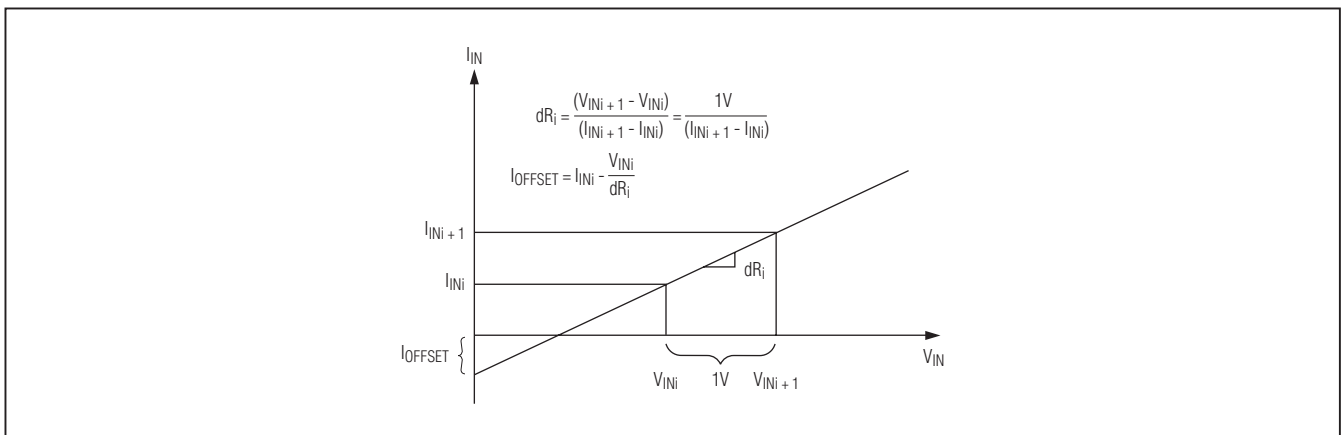 I_IN
dR_i = (V_INi + 1 - V_INi) / (I_INi + 1 - I_INi) = 1V / (I_INi + 1 - I_INi)
I_OFFSET = I_INi - V_INi / dR_i
I_INi + 1
dR_i
I_INi
I_OFFSET
V_IN
V_INi 1V V_INi + 1